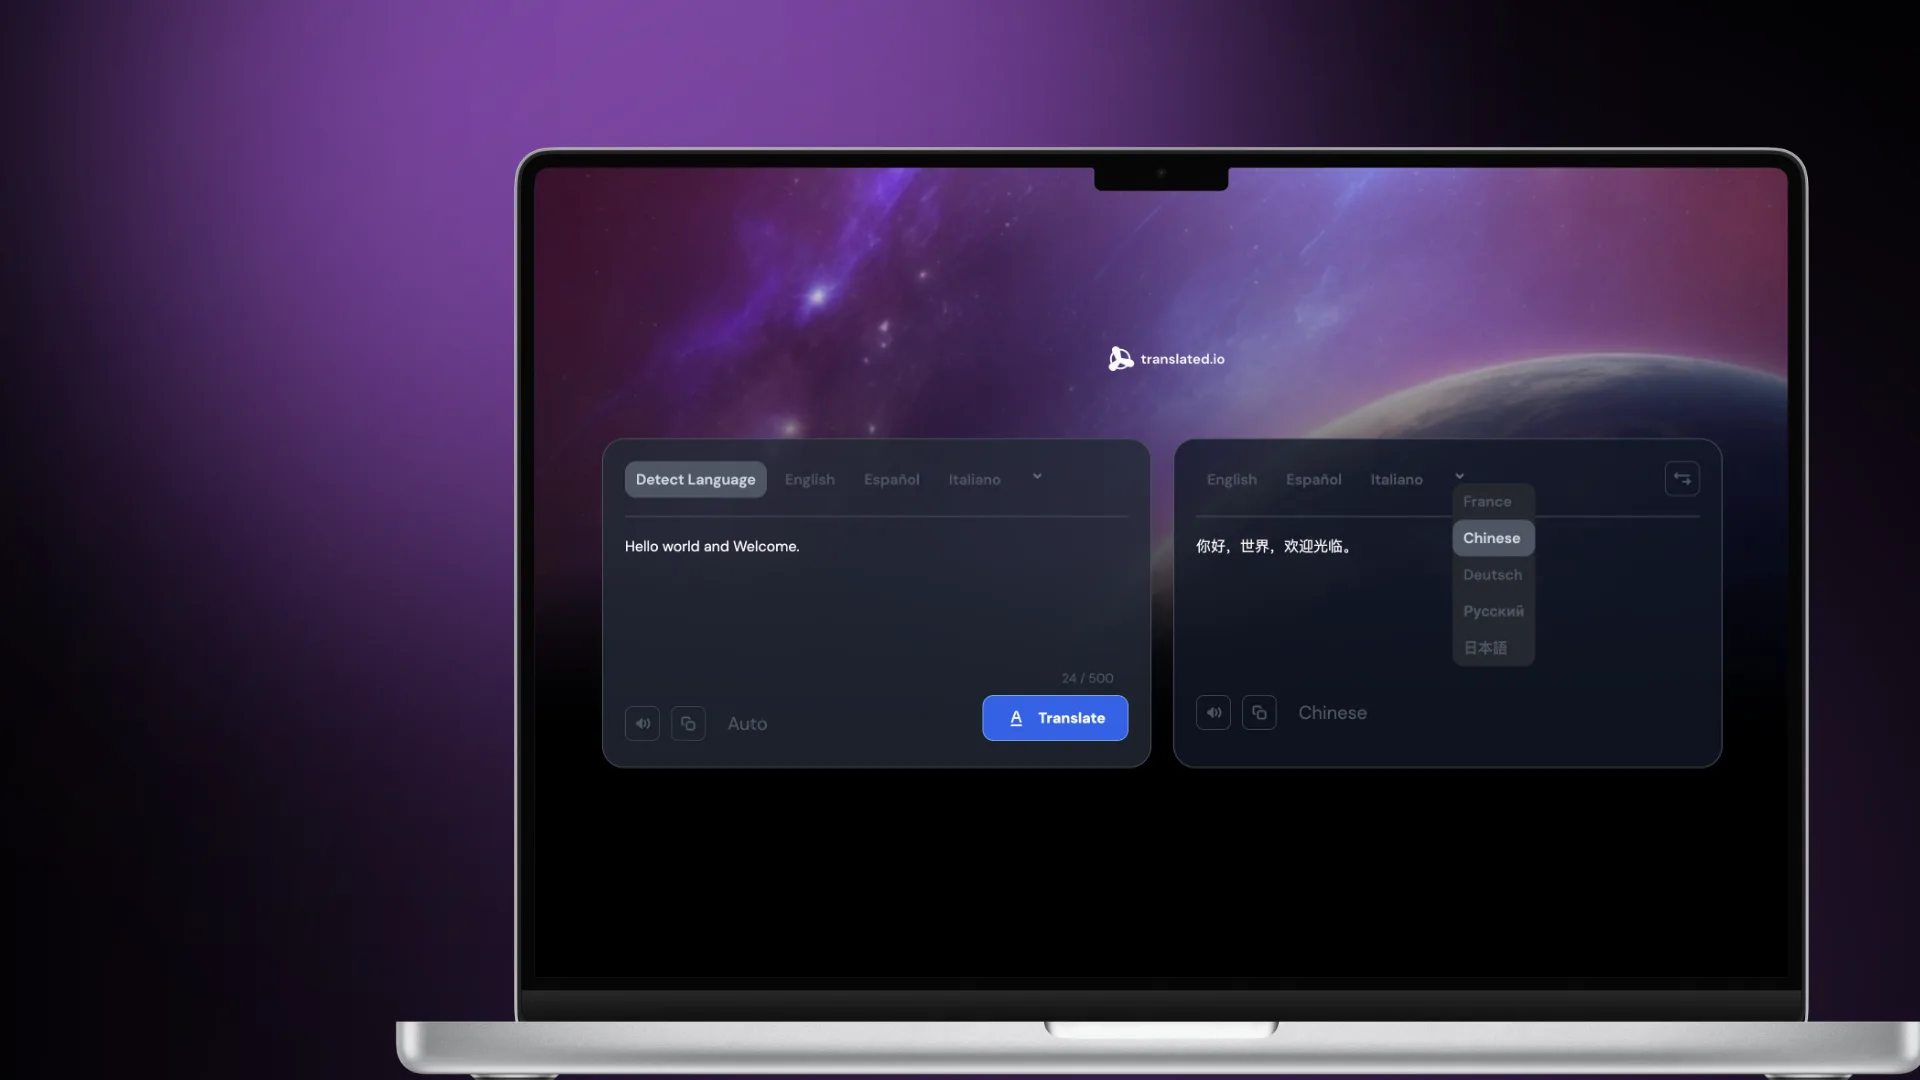 translated.io
Detect Language English Español Italiano
Hello world and Welcome.
24 / 500
Auto
Translate
English Español Italiano
France
Chinese
Deutsch
Русский
日本語
你好，世界，欢迎光临。
Chinese